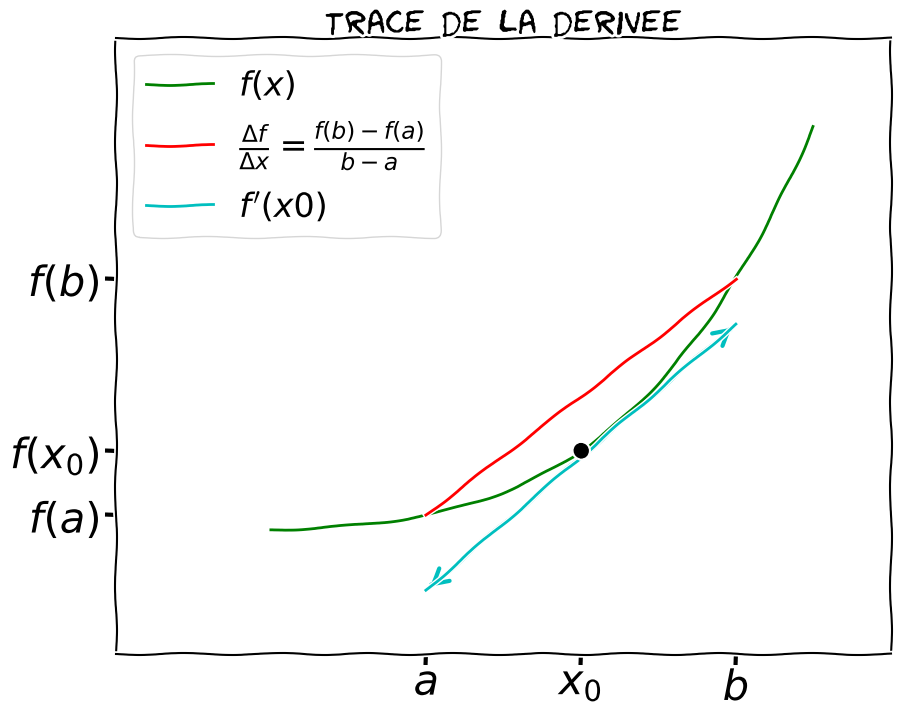 TRACE DE LA DERIVEE
f(x)
Δf/Δx = f(b) − f(a)/b − a
f′(x0)
f(b)
f(x₀)
f(a)
a x₀ b